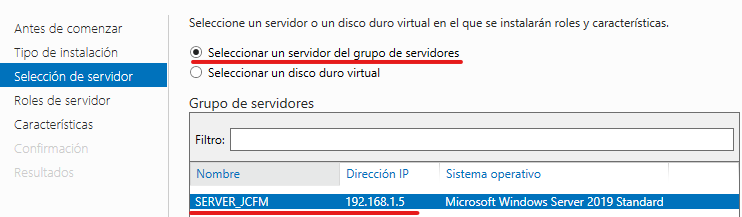 Antes de comenzar
Tipo de instalación
Selección de servidor
Roles de servidor
Características
Confirmación
Resultados
Seleccione un servidor o un disco duro virtual en el que se instalarán roles y características.
Seleccionar un servidor del grupo de servidores
Seleccionar un disco duro virtual
Grupo de servidores
Filtro:
Nombre Dirección IP Sistema operativo
SERVER_JCFM 192.168.1.5 Microsoft Windows Server 2019 Standard